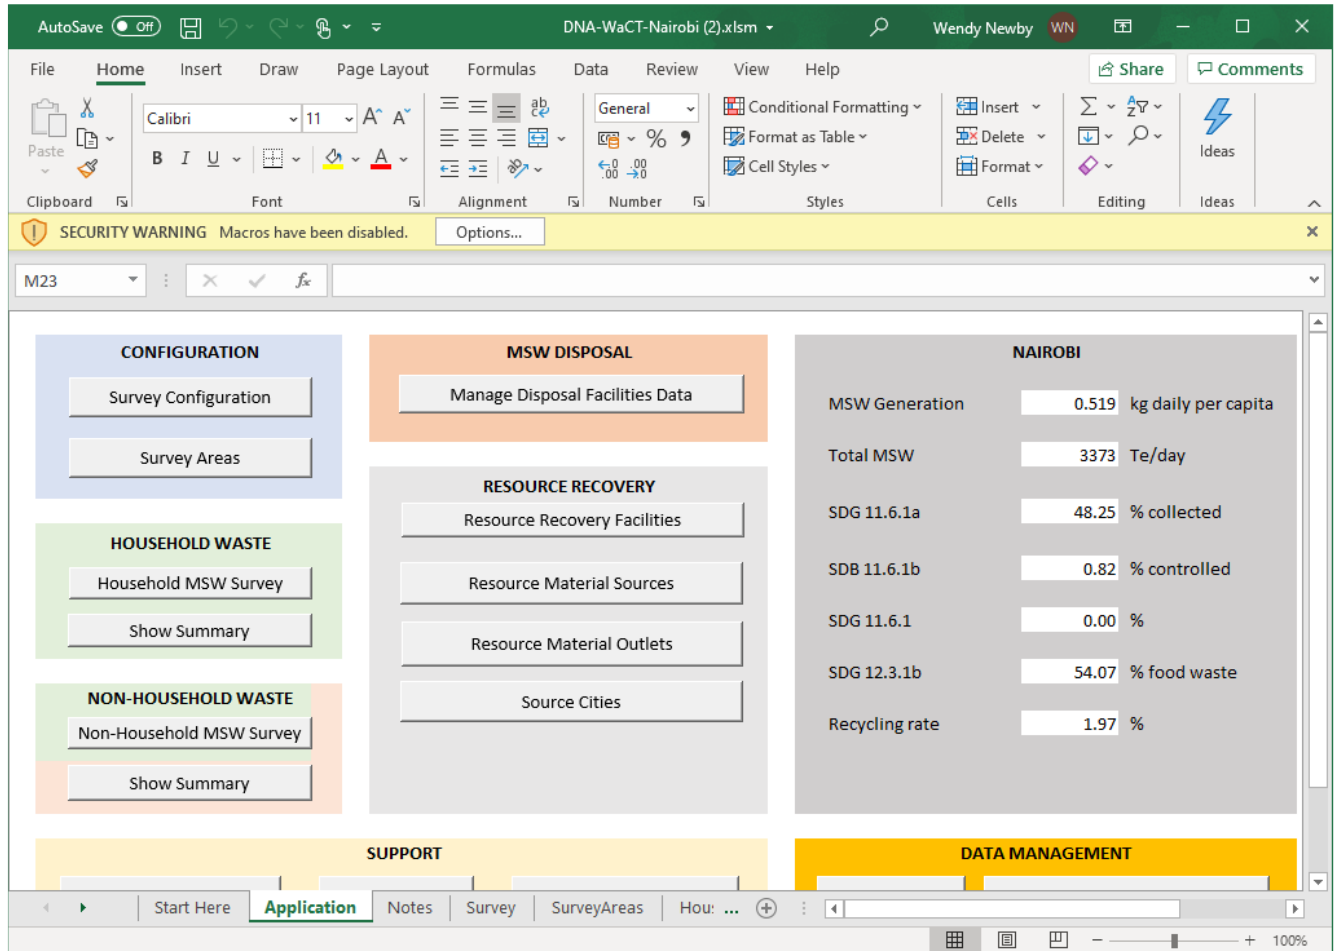 AutoSave Off DNA-WaCT-Nairobi (2).xlsm Wendy Newby WN
File Home Insert Draw Page Layout Formulas Data Review View Help Share Comments
Paste
Clipboard
Calibri 11
B I U A
Font
ab
Alignment
General
%
Number
Conditional Formatting
Format as Table
Cell Styles
Styles
Insert
Delete
Format
Cells
Editing
Ideas
Ideas
SECURITY WARNING Macros have been disabled. Options...
M23 fx
CONFIGURATION
Survey Configuration
Survey Areas
HOUSEHOLD WASTE
Household MSW Survey
Show Summary
NON-HOUSEHOLD WASTE
Non-Household MSW Survey
Show Summary
MSW DISPOSAL
Manage Disposal Facilities Data
RESOURCE RECOVERY
Resource Recovery Facilities
Resource Material Sources
Resource Material Outlets
Source Cities
NAIROBI
MSW Generation 0.519 kg daily per capita
Total MSW 3373 Te/day
SDG 11.6.1a 48.25 % collected
SDB 11.6.1b 0.82 % controlled
SDG 11.6.1 0.00 %
SDG 12.3.1b 54.07 % food waste
Recycling rate 1.97 %
SUPPORT
DATA MANAGEMENT
Start Here Application Notes Survey SurveyAreas Hou: ...
100%